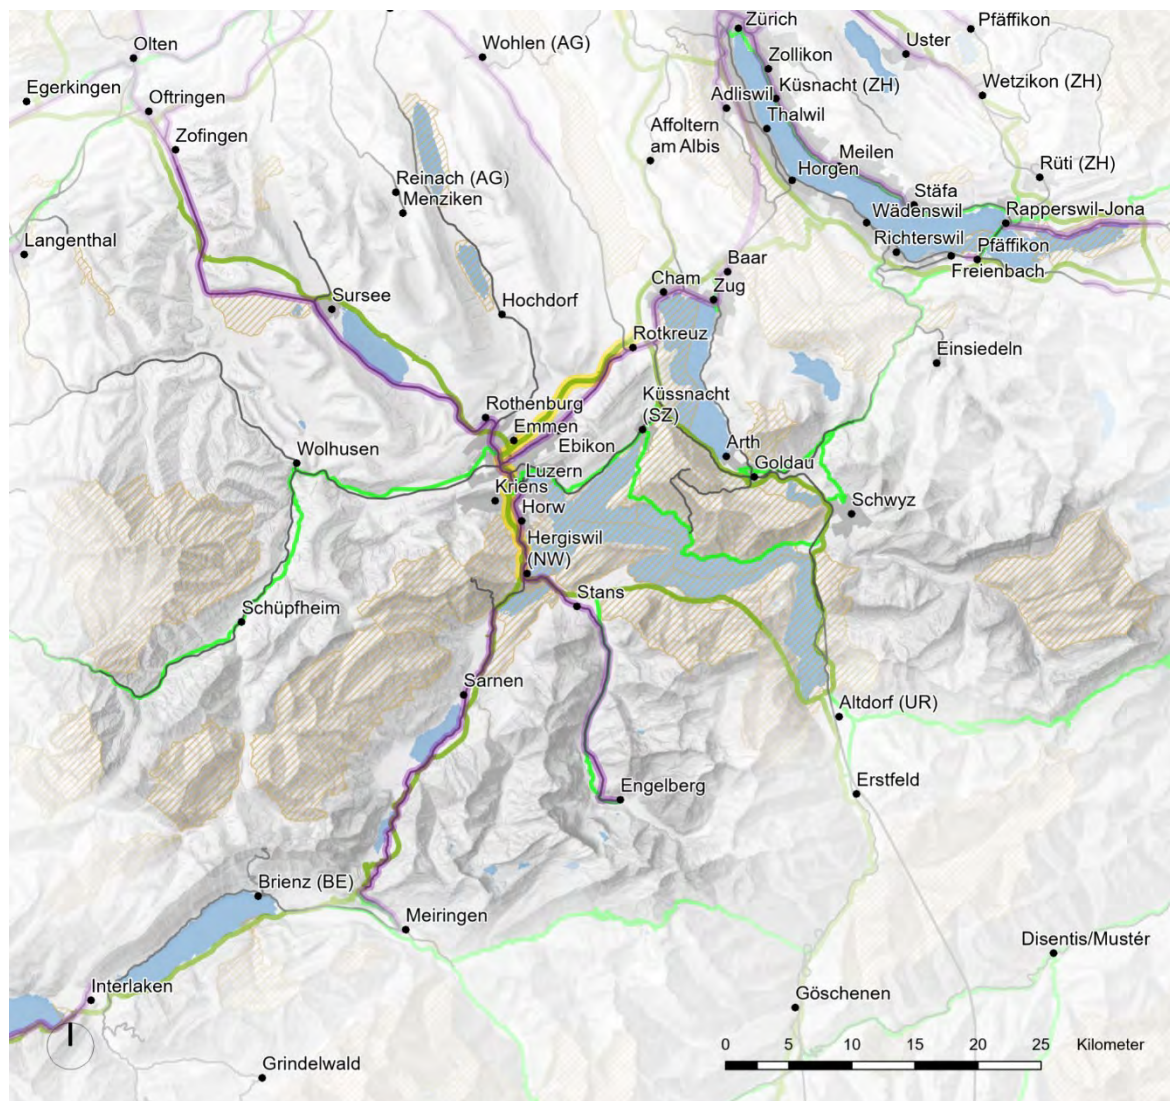 Zürich
Pfäffikon
Olten
Wohlen (AG)
Uster
Zollikon
Wetzikon (ZH)
Küsnacht (ZH)
Egerkingen
Adliswil
Oftringen
Thalwil
Affoltern
am Albis
Zofingen
Meilen
Rüti (ZH)
Reinach (AG)
Horgen
Menziken
Stäfa
Wädenswil
Rapperswil-Jona
Langenthal
Richterswil
Pfäffikon
Baar
Freienbach
Cham
Zug
Sursee
Hochdorf
Rotkreuz
Einsiedeln
Küssnacht
(SZ)
Rothenburg
Emmen
Ebikon
Arth
Wolhusen
Goldau
Luzern
Kriens
Schwyz
Horw
Hergiswil
(NW)
Stans
Schüpfheim
Sarnen
Altdorf (UR)
Engelberg
Erstfeld
Brienz (BE)
Meiringen
Disentis/Mustér
Interlaken
Göschenen
0 5 10 15 20 25 Kilometer
Grindelwald